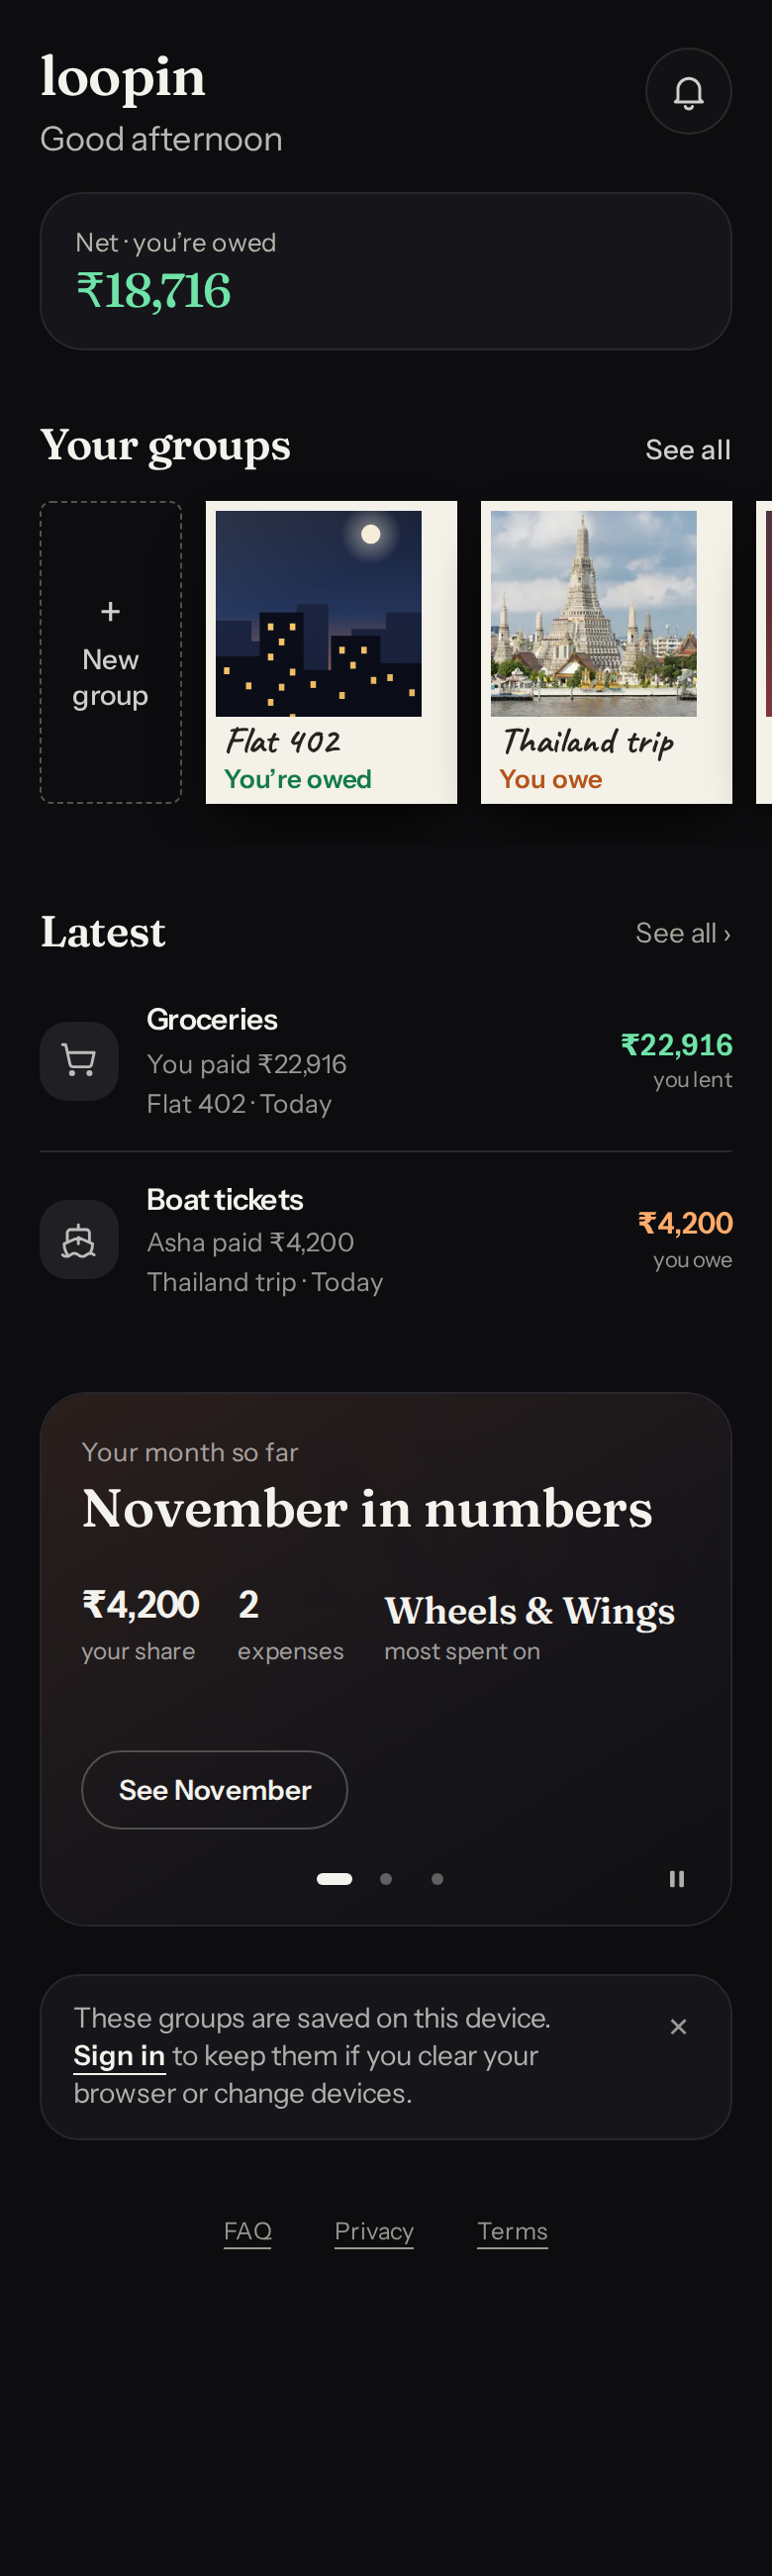 loopin
Good afternoon
Net · you’re owed
₹18,716
Your groups
See all
+
New
group
Flat 402
You’re owed
Thailand trip
You owe
Latest
See all ›
Groceries
You paid ₹22,916
Flat 402 · Today
₹22,916
you lent
Boat tickets
Asha paid ₹4,200
Thailand trip · Today
₹4,200
you owe
Your month so far
November in numbers
₹4,200
your share
2
expenses
Wheels & Wings
most spent on
See November
These groups are saved on this device.
Sign in to keep them if you clear your
browser or change devices.
FAQ
Privacy
Terms